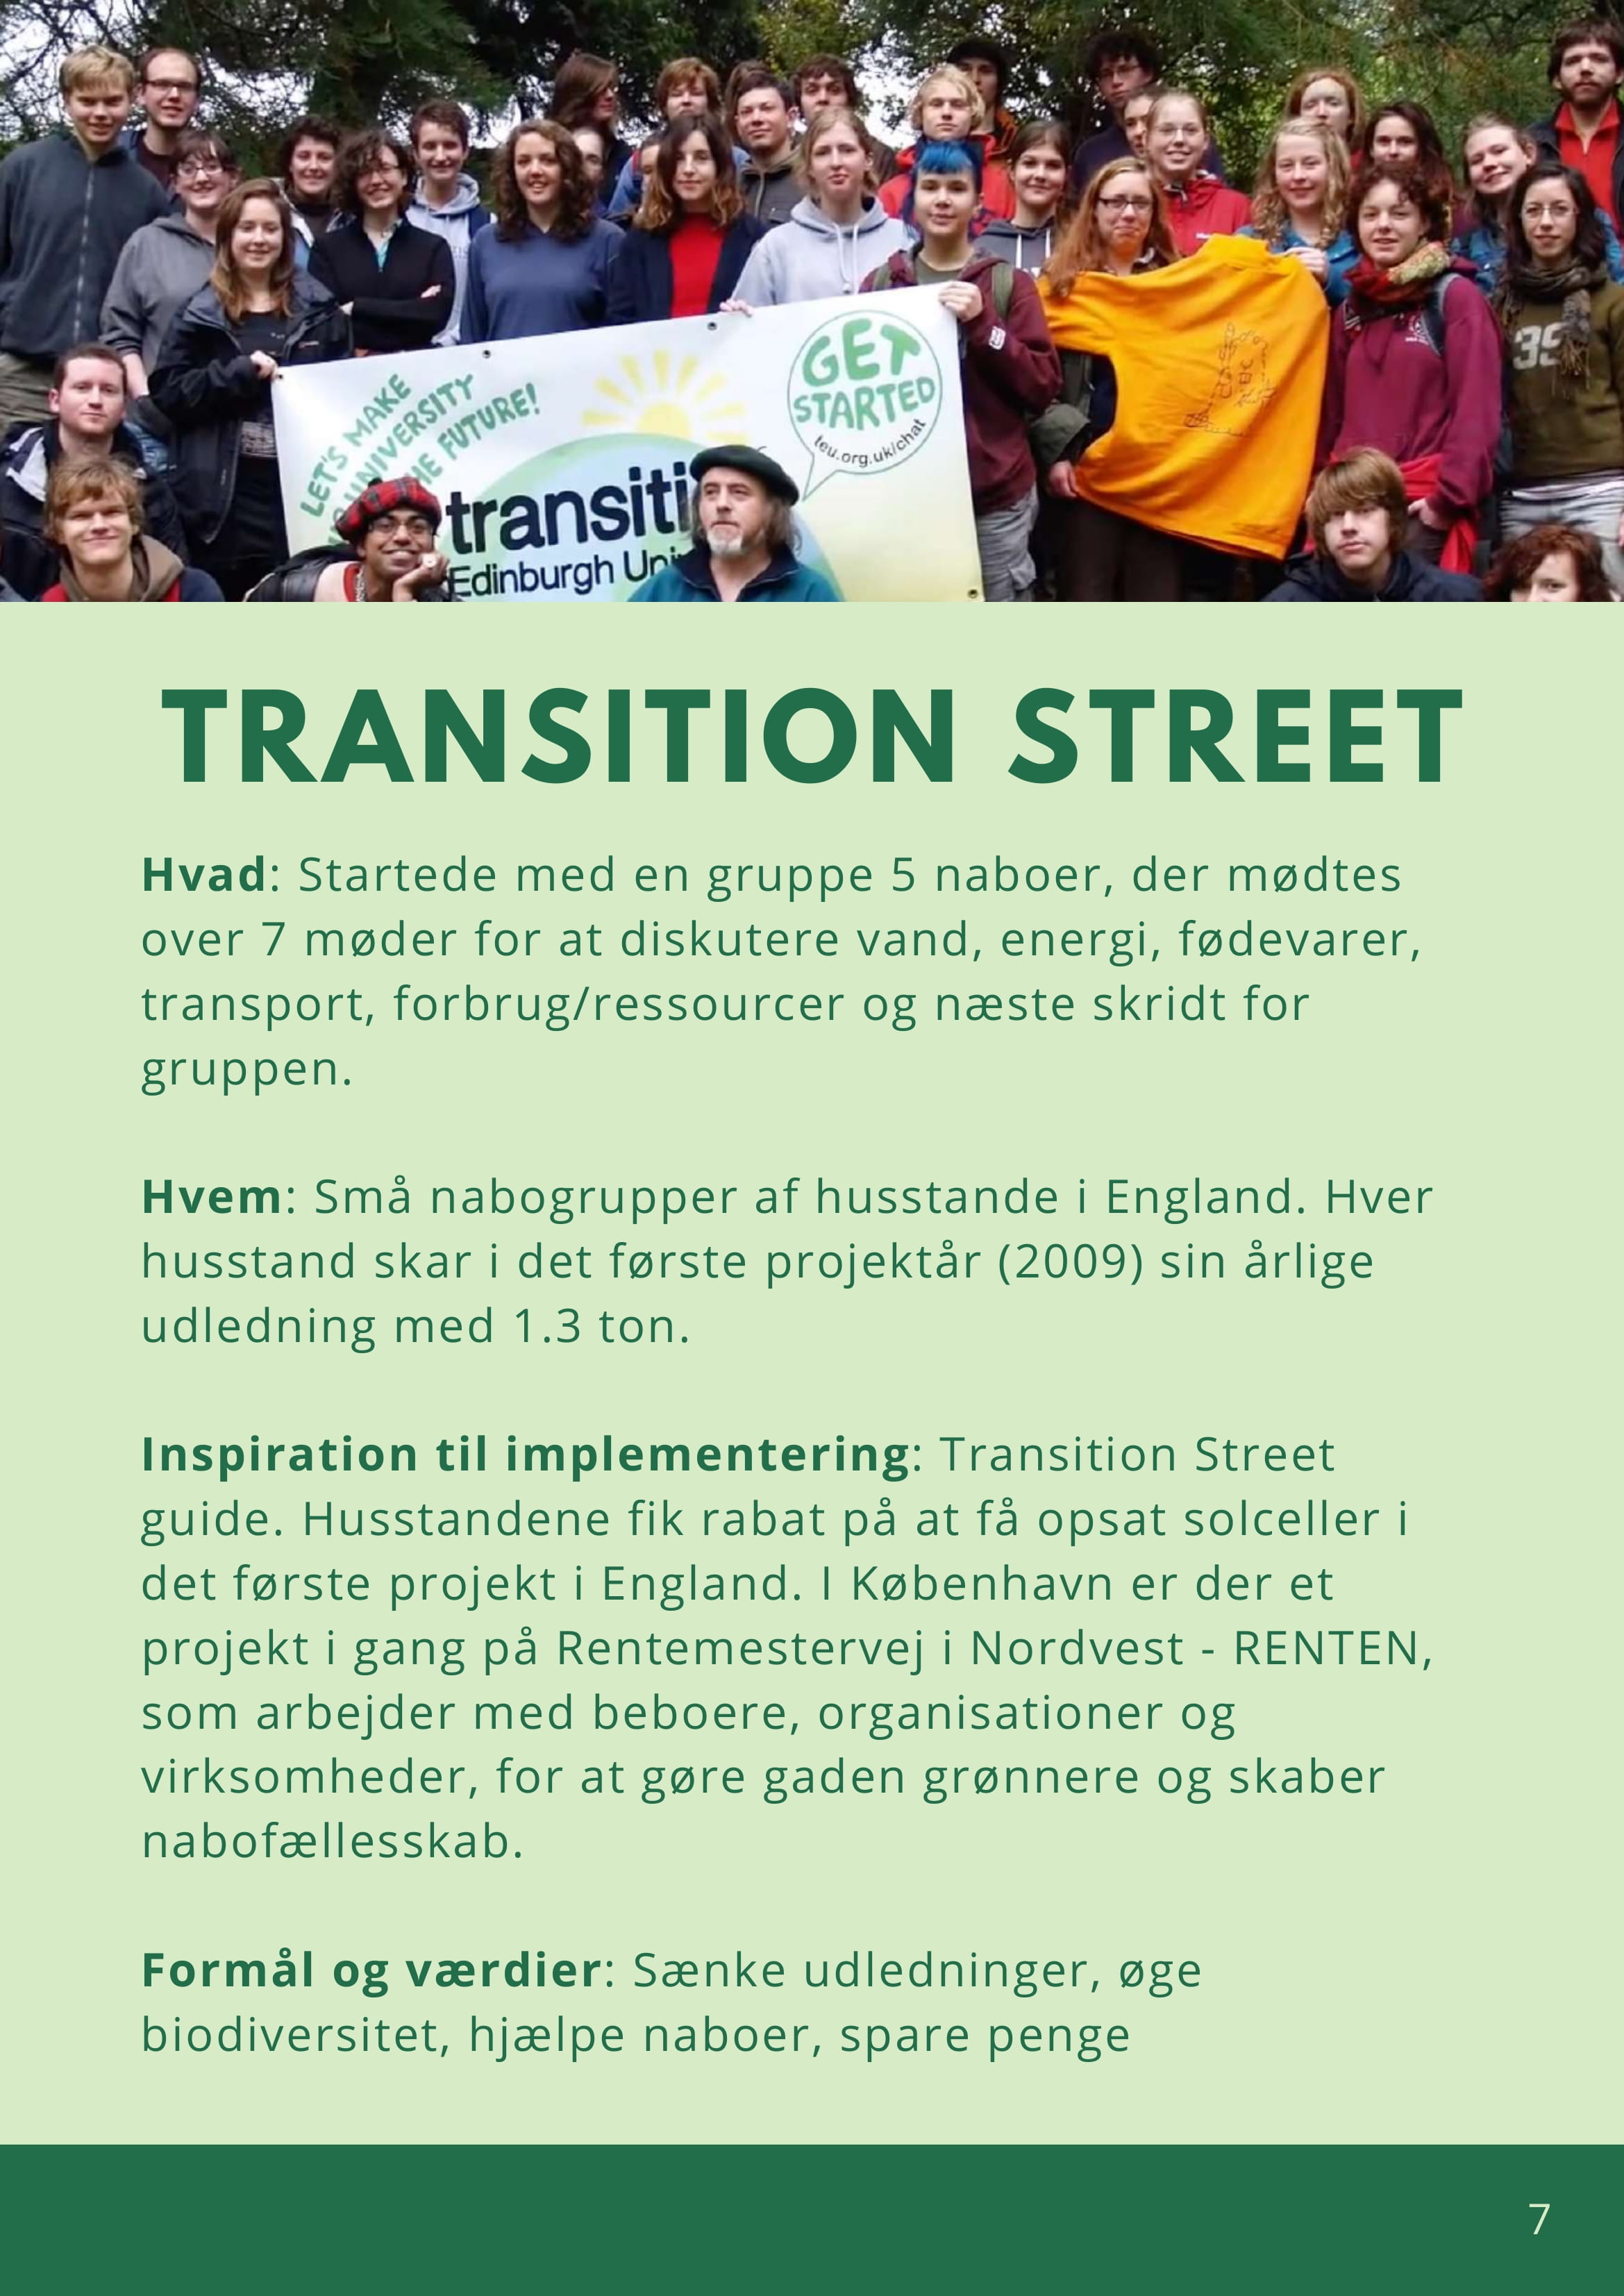 LET'S MAKE
UNIVERSITY
THE FUTURE!
GET
STARTED
teu.org.uk/chat
transiti
Edinburgh Uni
39
TRANSITION STREET
Hvad: Startede med en gruppe 5 naboer, der mødtes
over 7 møder for at diskutere vand, energi, fødevarer,
transport, forbrug/ressourcer og næste skridt for
gruppen.
Hvem: Små nabogrupper af husstande i England. Hver
husstand skar i det første projektår (2009) sin årlige
udledning med 1.3 ton.
Inspiration til implementering: Transition Street
guide. Husstandene fik rabat på at få opsat solceller i
det første projekt i England. I København er der et
projekt i gang på Rentemestervej i Nordvest - RENTEN,
som arbejder med beboere, organisationer og
virksomheder, for at gøre gaden grønnere og skaber
nabofællesskab.
Formål og værdier: Sænke udledninger, øge
biodiversitet, hjælpe naboer, spare penge
7